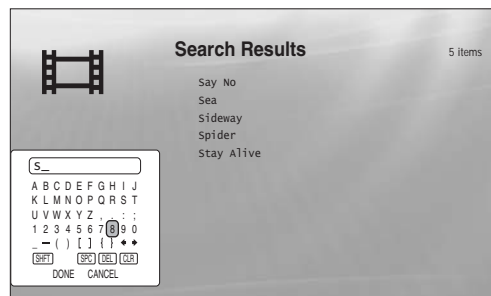 Search Results
5 items
Say No
Sea
Sideway
Spider
Stay Alive
S_
A B C D E F G H I J
K L M N O P Q R S T
U V W X Y Z , . : ;
1 2 3 4 5 6 7 8 9 0
_ – ( ) [ ] { }
SHFT SPC DEL CLR
DONE CANCEL